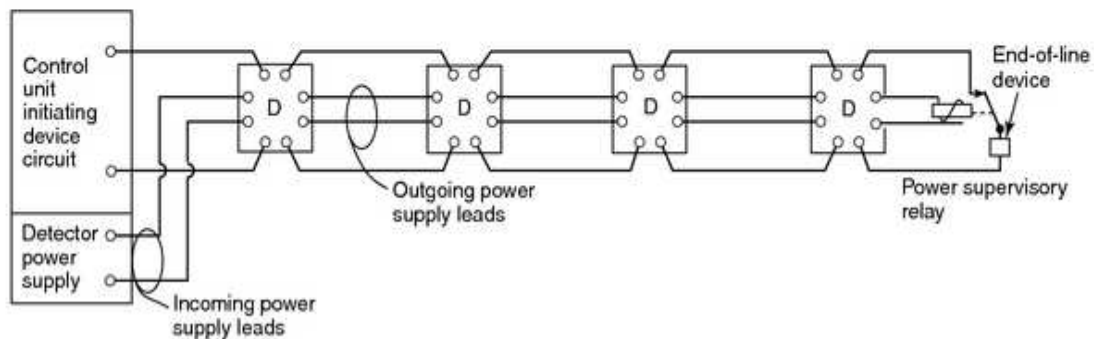 Control
unit
initiating
device
circuit
D
D
D
D
End-of-line
device
Outgoing power
supply leads
Power supervisory
relay
Detector
power
supply
Incoming power
supply leads